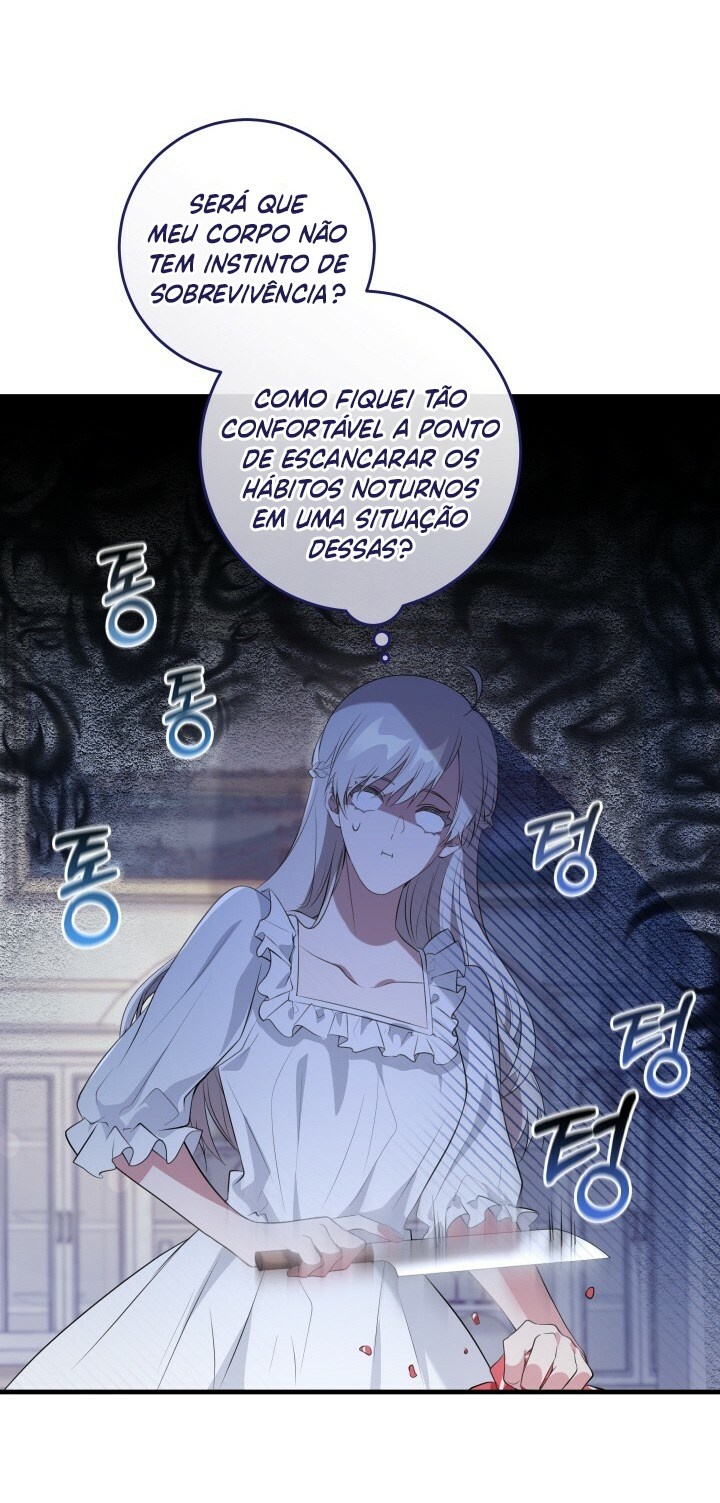 SERÁ QUE
MEU CORPO NÃO
TEM INSTINTO DE
SOBREVIVÊNCIA?
COMO FIQUEI TÃO
CONFORTÁVEL A PONTO
DE ESCANCARAR OS
HÁBITOS NOTURNOS
EM UMA SITUAÇÃO
DESSAS?
통
통
통
텅
텅
텅